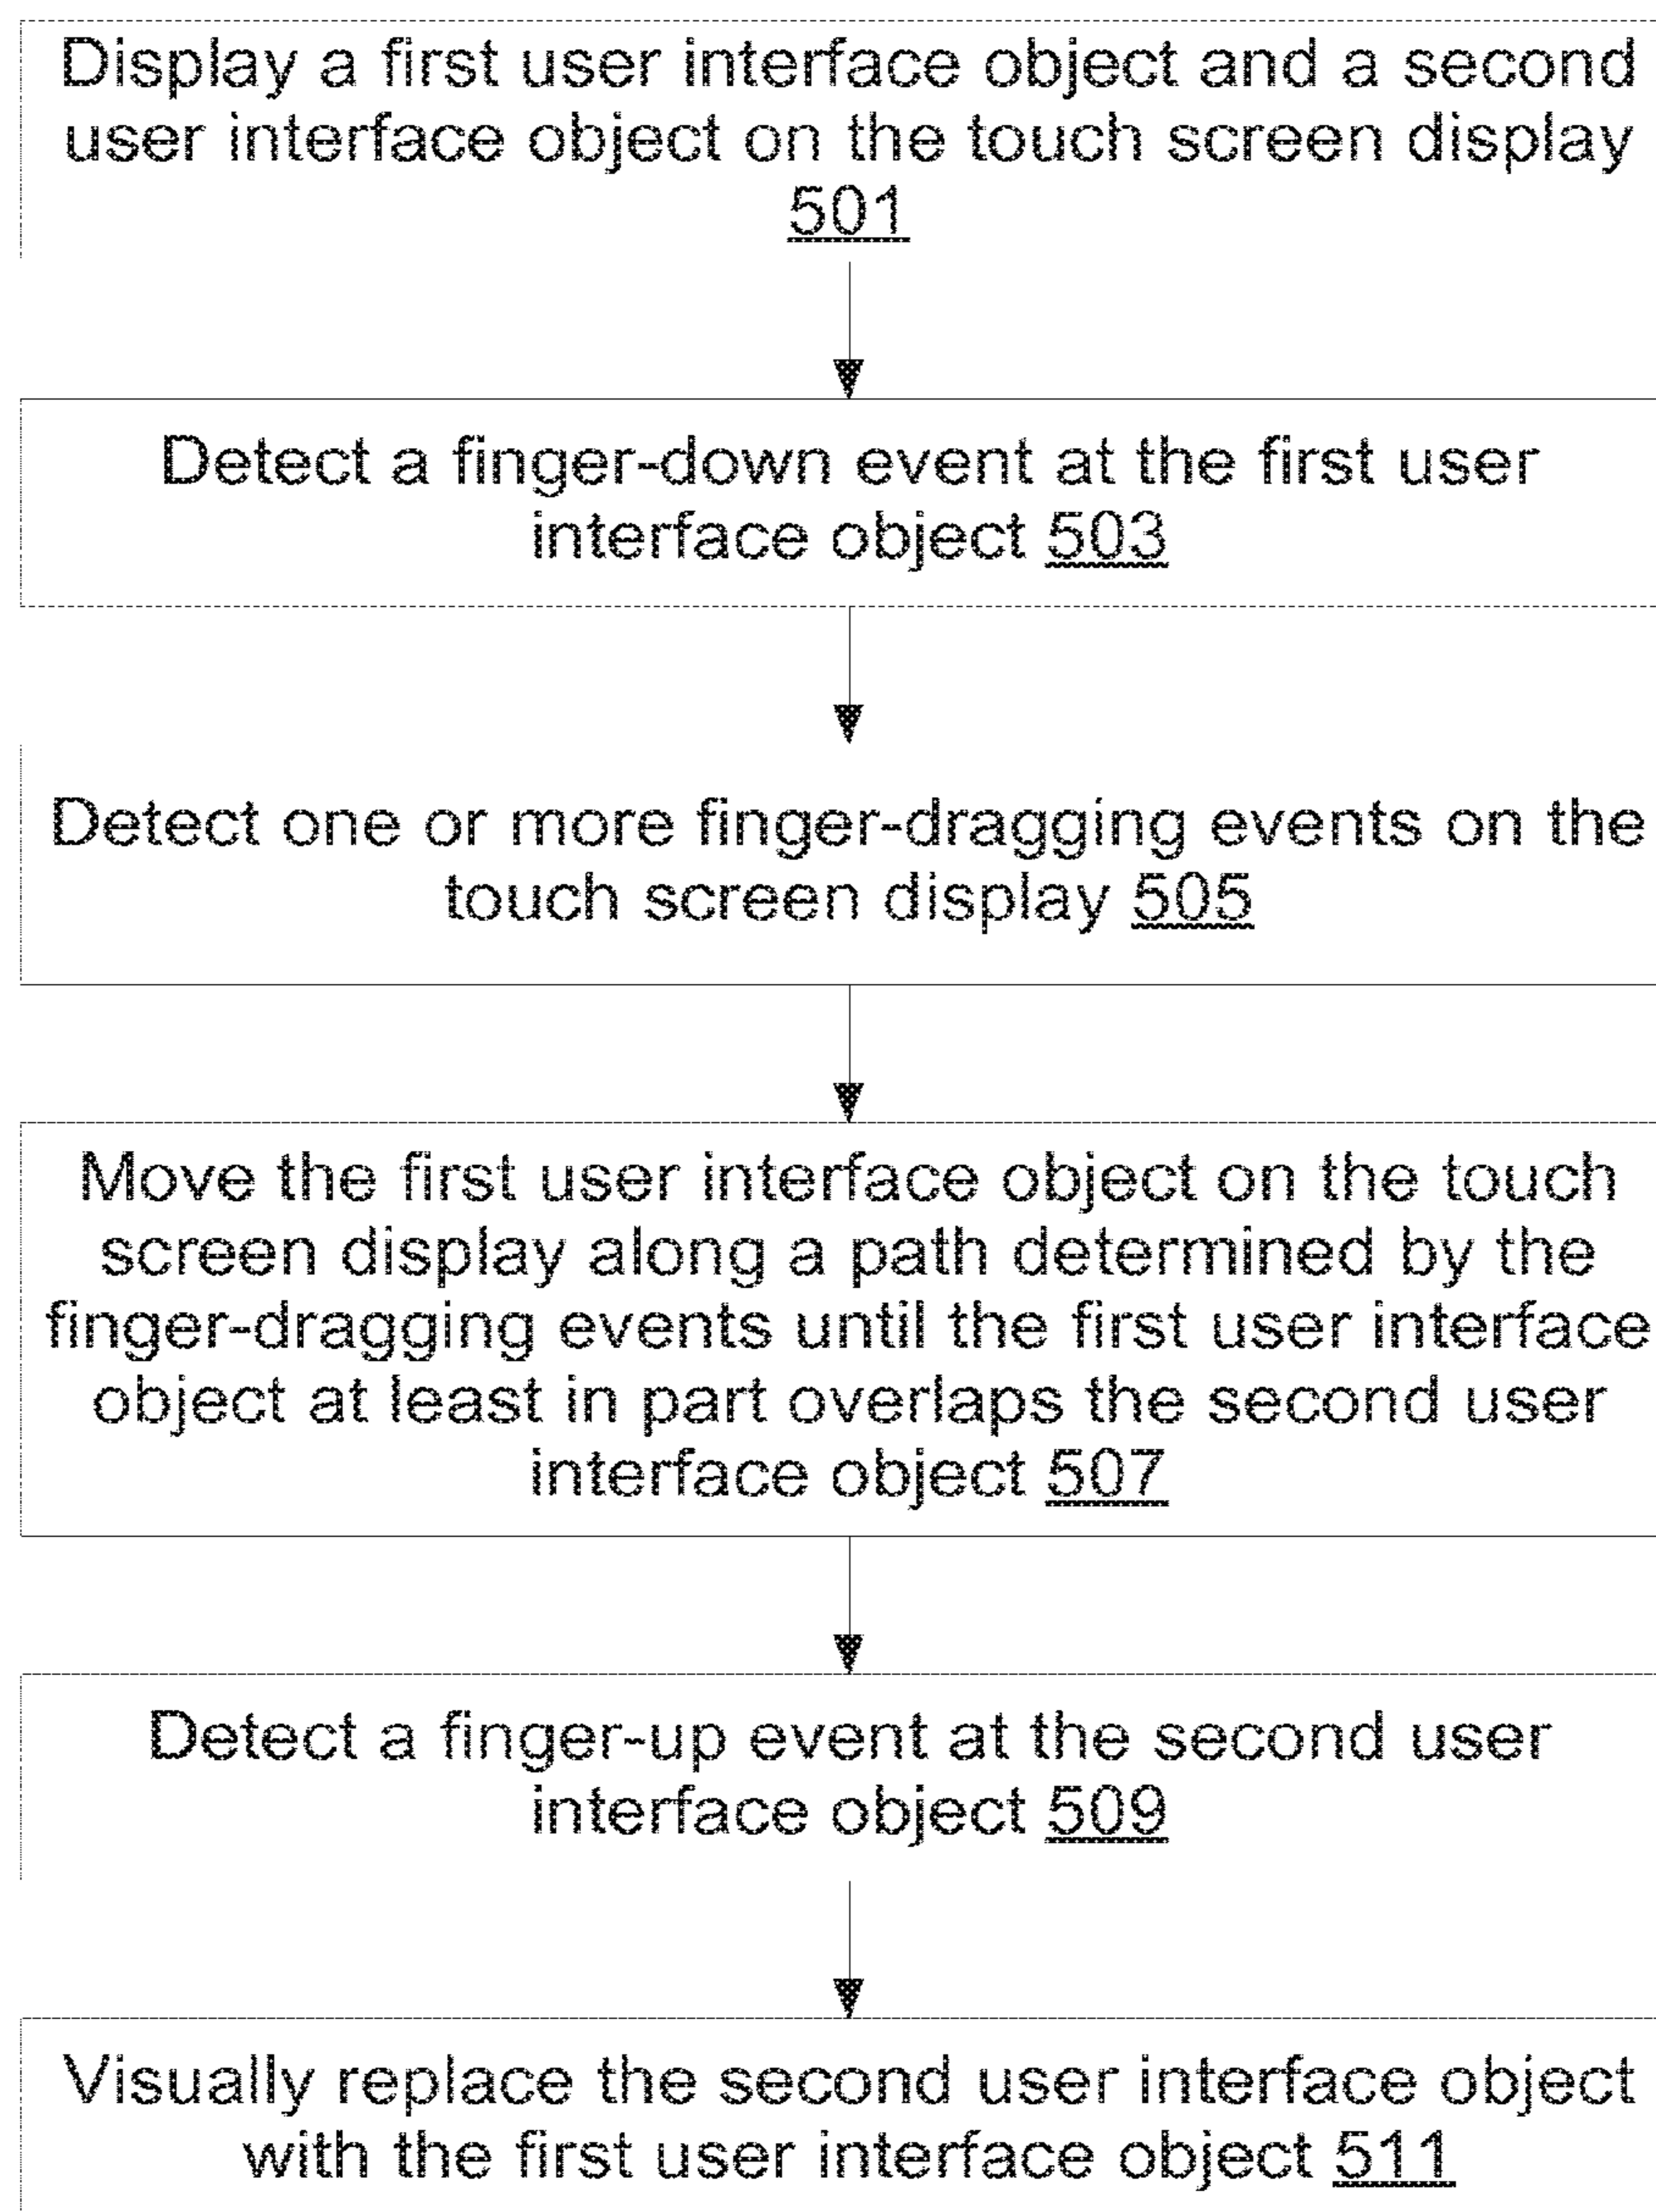 Display a first user interface object and a second
user interface object on the touch screen display
501
Detect a finger-down event at the first user
interface object 503
Detect one or more finger-dragging events on the
touch screen display 505
Move the first user interface object on the touch
screen display along a path determined by the
finger-dragging events until the first user interface
object at least in part overlaps the second user
interface object 507
Detect a finger-up event at the second user
interface object 509
Visually replace the second user interface object
with the first user interface object 511